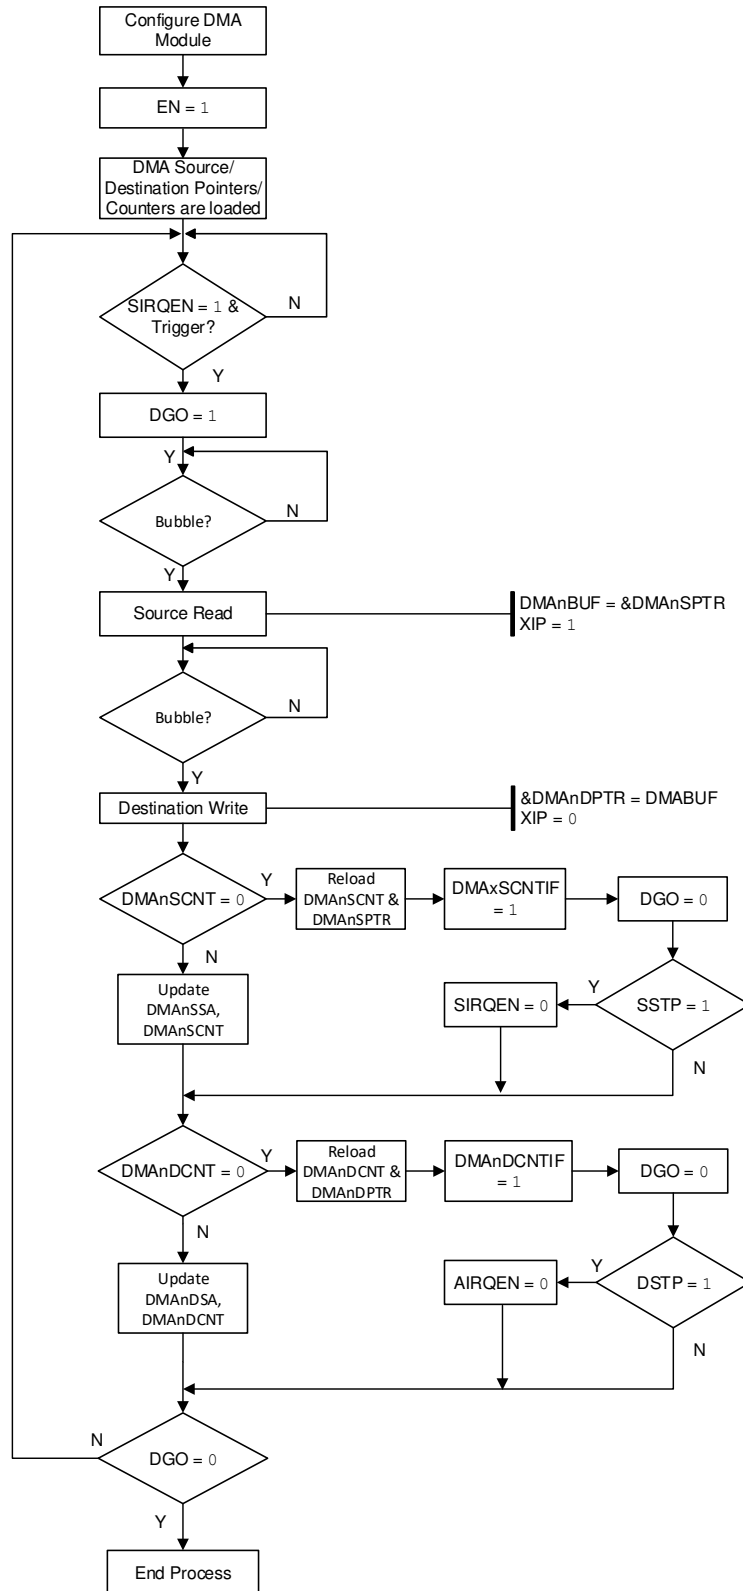 Configure DMA
Module
EN = 1
DMA Source/
Destination Pointers/
Counters are loaded
SIRQEN = 1 &
Trigger?
N
Y
DGO = 1
Y
N
Bubble?
Y
Source Read
DMAnBUF = &DMAnSPTR
XIP = 1
Bubble?
N
Y
Destination Write
&DMAnDPTR = DMABUF
XIP = 0
DMAnSCNT = 0
Y
Reload
DMAnSCNT &
DMAnSPTR
DMAxSCNTIF
= 1
DGO = 0
N
Update
DMAnSSA,
DMAnSCNT
SIRQEN = 0
Y
SSTP = 1
N
DMAnDCNT = 0
Y
Reload
DMAnDCNT &
DMAnDPTR
DMAnDCNTIF
= 1
DGO = 0
N
Update
DMAnDSA,
DMAnDCNT
AIRQEN = 0
Y
DSTP = 1
N
N
DGO = 0
Y
End Process